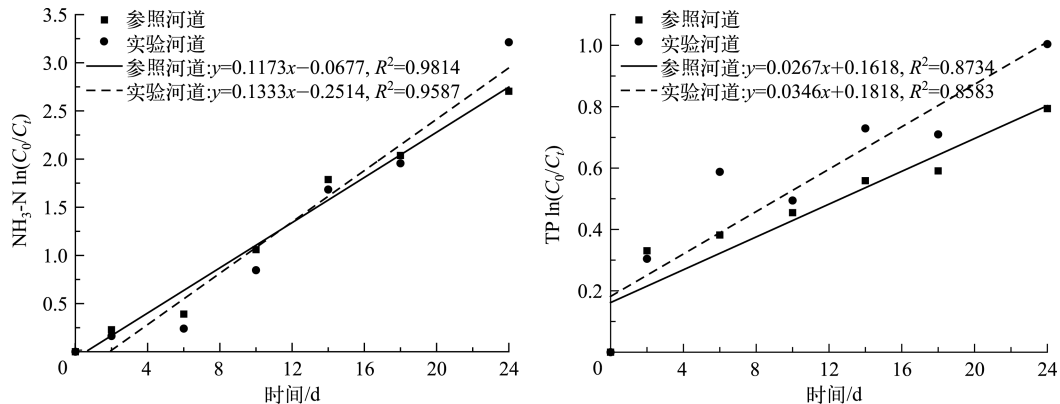 3.5
3.0
2.5
2.0
1.5
1.0
0.5
0
4
8
12
16
20
24
NH₃-N ln(C₀/Cₜ)
时间/d
参照河道
实验河道
参照河道:y=0.1173x−0.0677, R²=0.9814
实验河道:y=0.1333x−0.2514, R²=0.9587
1.0
0.8
0.6
0.4
0.2
0
4
8
12
16
20
24
TP ln(C₀/Cₜ)
时间/d
参照河道
实验河道
参照河道:y=0.0267x+0.1618, R²=0.8734
实验河道:y=0.0346x+0.1818, R²=0.8583